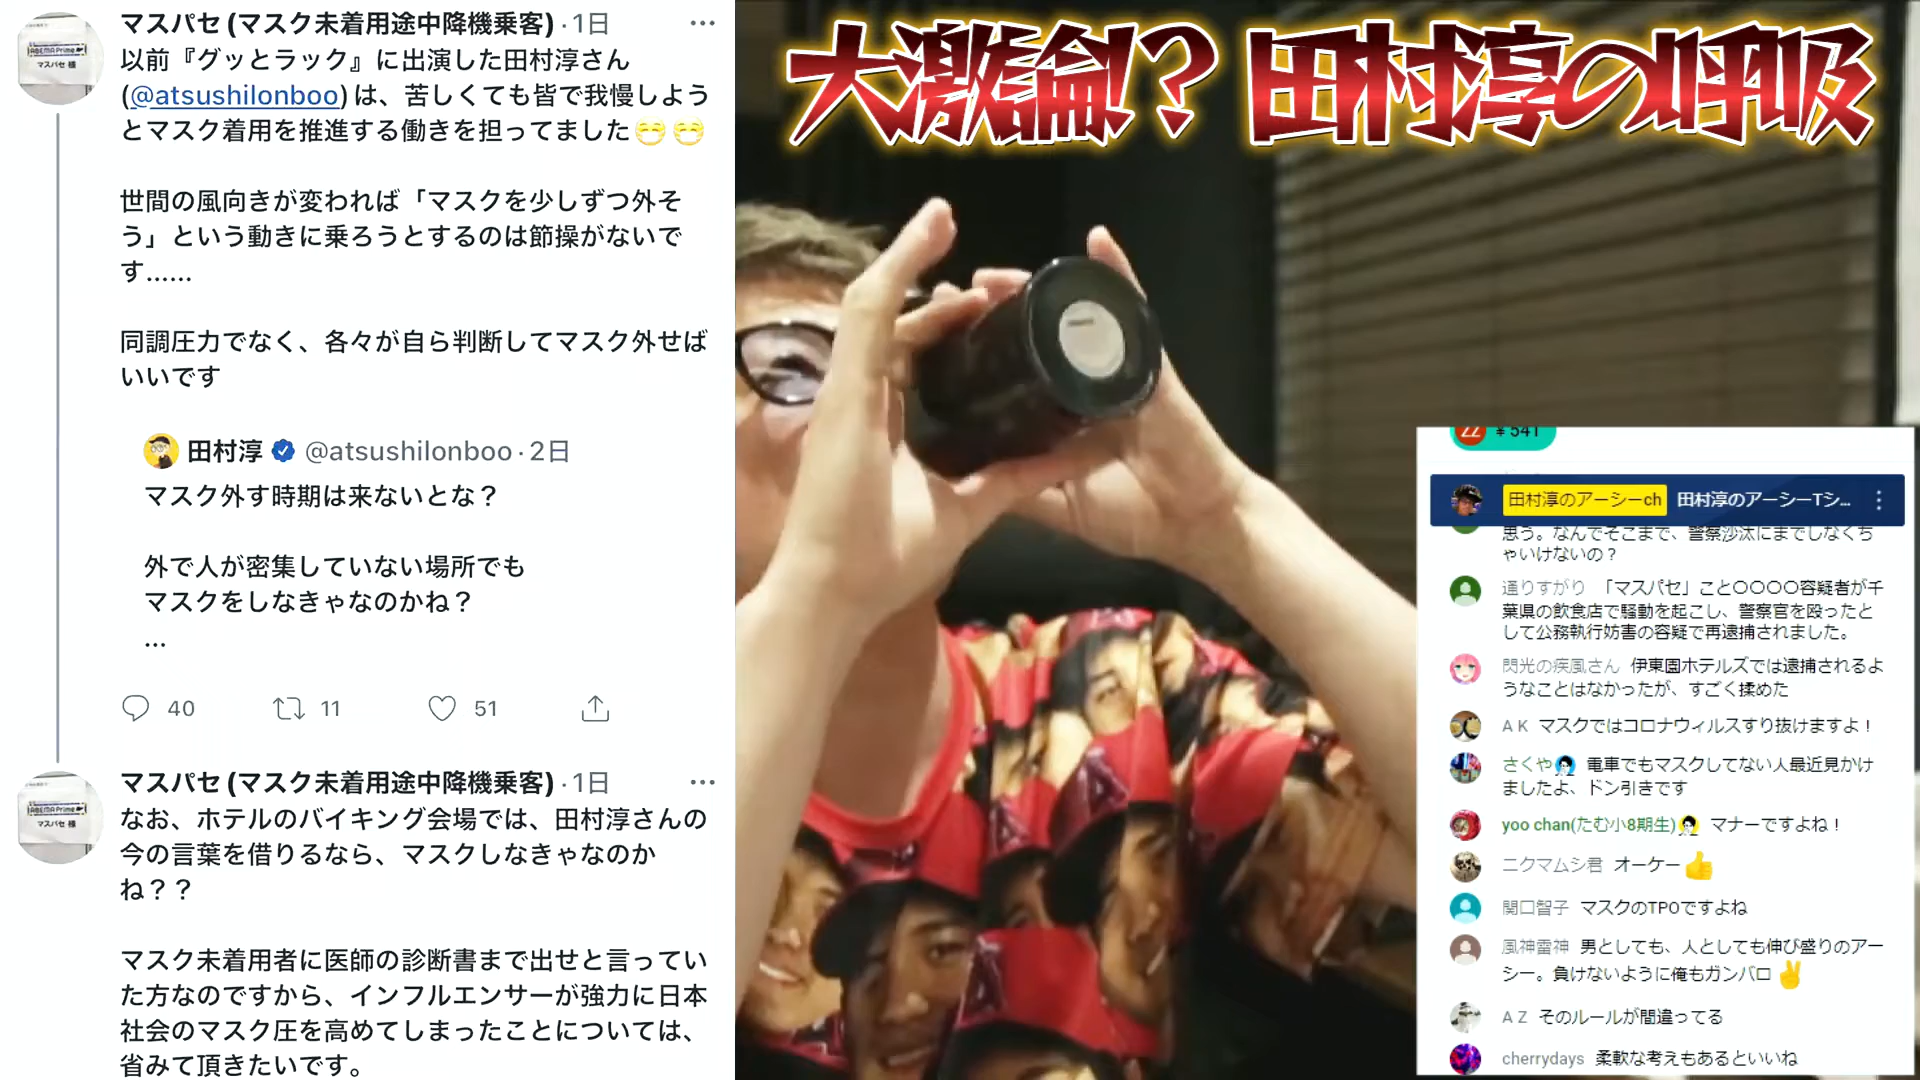 マスパセ (マスク未着用途中降機乗客) · 1日
以前『グッとラック』に出演した田村淳さん
(@atsushilonboo)は、苦しくても皆で我慢しよう
とマスク着用を推進する働きを担ってました😷😷
世間の風向きが変われば「マスクを少しずつ外そ
う」という動きに乗ろうとするのは節操がないで
す……
同調圧力でなく、各々が自ら判断してマスク外せば
いいです
田村淳 @atsushilonboo · 2日
マスク外す時期は来ないとな？
外で人が密集していない場所でも
マスクをしなきゃなのかね？
…
40 11 51
マスパセ (マスク未着用途中降機乗客) · 1日
なお、ホテルのバイキング会場では、田村淳さんの
今の言葉を借りるなら、マスクしなきゃなのか
ね？？
マスク未着用者に医師の診断書まで出せと言ってい
た方なのですから、インフルエンサーが強力に日本
社会のマスク圧を高めてしまったことについては、
省みて頂きたいです。
ABEMA Prime
マスパセ 様
ABEMA Prime
マスパセ 様
大激論!? 田村淳の呼吸
ZZ ￥541
田村淳のアーシーch 田村淳のアーシーTシ...
思う。なんでそこまで、警察沙汰にまでしなくち
ゃいけないの？
通りすがり 「マスパセ」こと〇〇〇〇容疑者が千
葉県の飲食店で騒動を起こし、警察官を殴ったと
して公務執行妨害の容疑で再逮捕されました。
閃光の疾風さん 伊東園ホテルズでは逮捕されるよ
うなことはなかったが、すごく揉めた
A K マスクではコロナウィルスすり抜けますよ！
さくや 電車でもマスクしてない人最近見かけ
ましたよ、ドン引きです
yoo chan(たむ小8期生) マナーですよね！
ニクマムシ君 オーケー👍
関口智子 マスクのTPOですよね
風神雷神 男としても、人としても伸び盛りのアー
シー。負けないように俺もガンバロ✌
A Z そのルールが間違ってる
cherrydays 柔軟な考えもあるといいね